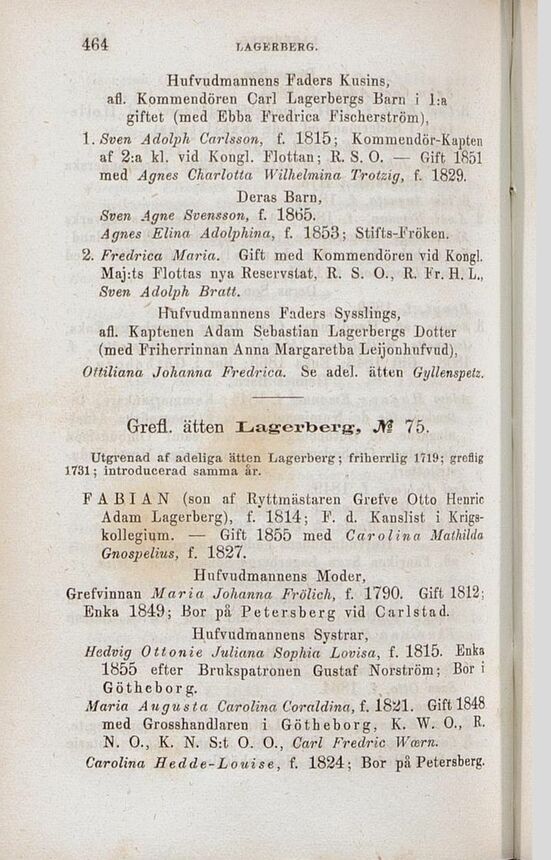 464 LAGERBERG.
Hufvudmannens Faders Kusins,
afl. Kommendören Carl Lagerbergs Barn i 1:a
giftet (med Ebba Fredrica Fischerström),
1. Sven Adolph Carlsson, f. 1815; Kommendör-Kapten
af 2:a kl. vid Kongl. Flottan; R. S. O. — Gift 1851
med Agnes Charlotta Wilhelmina Trotzig, f. 1829.
Deras Barn,
Sven Agne Svensson, f. 1865.
Agnes Elina Adolphina, f. 1853; Stifts-Fröken.
2. Fredrica Maria. Gift med Kommendören vid Kongl.
Maj:ts Flottas nya Reservstat, R. S. O., R. Fr. H. L.,
Sven Adolph Bratt.
Hufvudmannens Faders Sysslings,
afl. Kaptenen Adam Sebastian Lagerbergs Dotter
(med Friherrinnan Anna Margaretha Leijonhufvud),
Ottiliana Johanna Fredrica. Se adel. ätten Gyllenspetz.
Grefl. ätten Lagerberg, № 75.
Utgrenad af adeliga ätten Lagerberg; friherrlig 1719; greflig
1731; introducerad samma år.
FABIAN (son af Ryttmästaren Grefve Otto Henric
Adam Lagerberg), f. 1814; F. d. Kanslist i Krigs-
kollegium. — Gift 1855 med Carolina Mathilda
Gnospelius, f. 1827.
Hufvudmannens Moder,
Grefvinnan Maria Johanna Frölich, f. 1790. Gift 1812;
Enka 1849; Bor på Petersberg vid Carlstad.
Hufvudmannens Systrar,
Hedvig Ottonie Juliana Sophia Lovisa, f. 1815. Enka
1855 efter Brukspatronen Gustaf Norström; Bor i
Götheborg.
Maria Augusta Carolina Coraldina, f. 1821. Gift 1848
med Grosshandlaren i Götheborg, K. W. O., R.
N. O., K. N. S:t O. O., Carl Fredric Wærn.
Carolina Hedde-Louise, f. 1824; Bor på Petersberg.